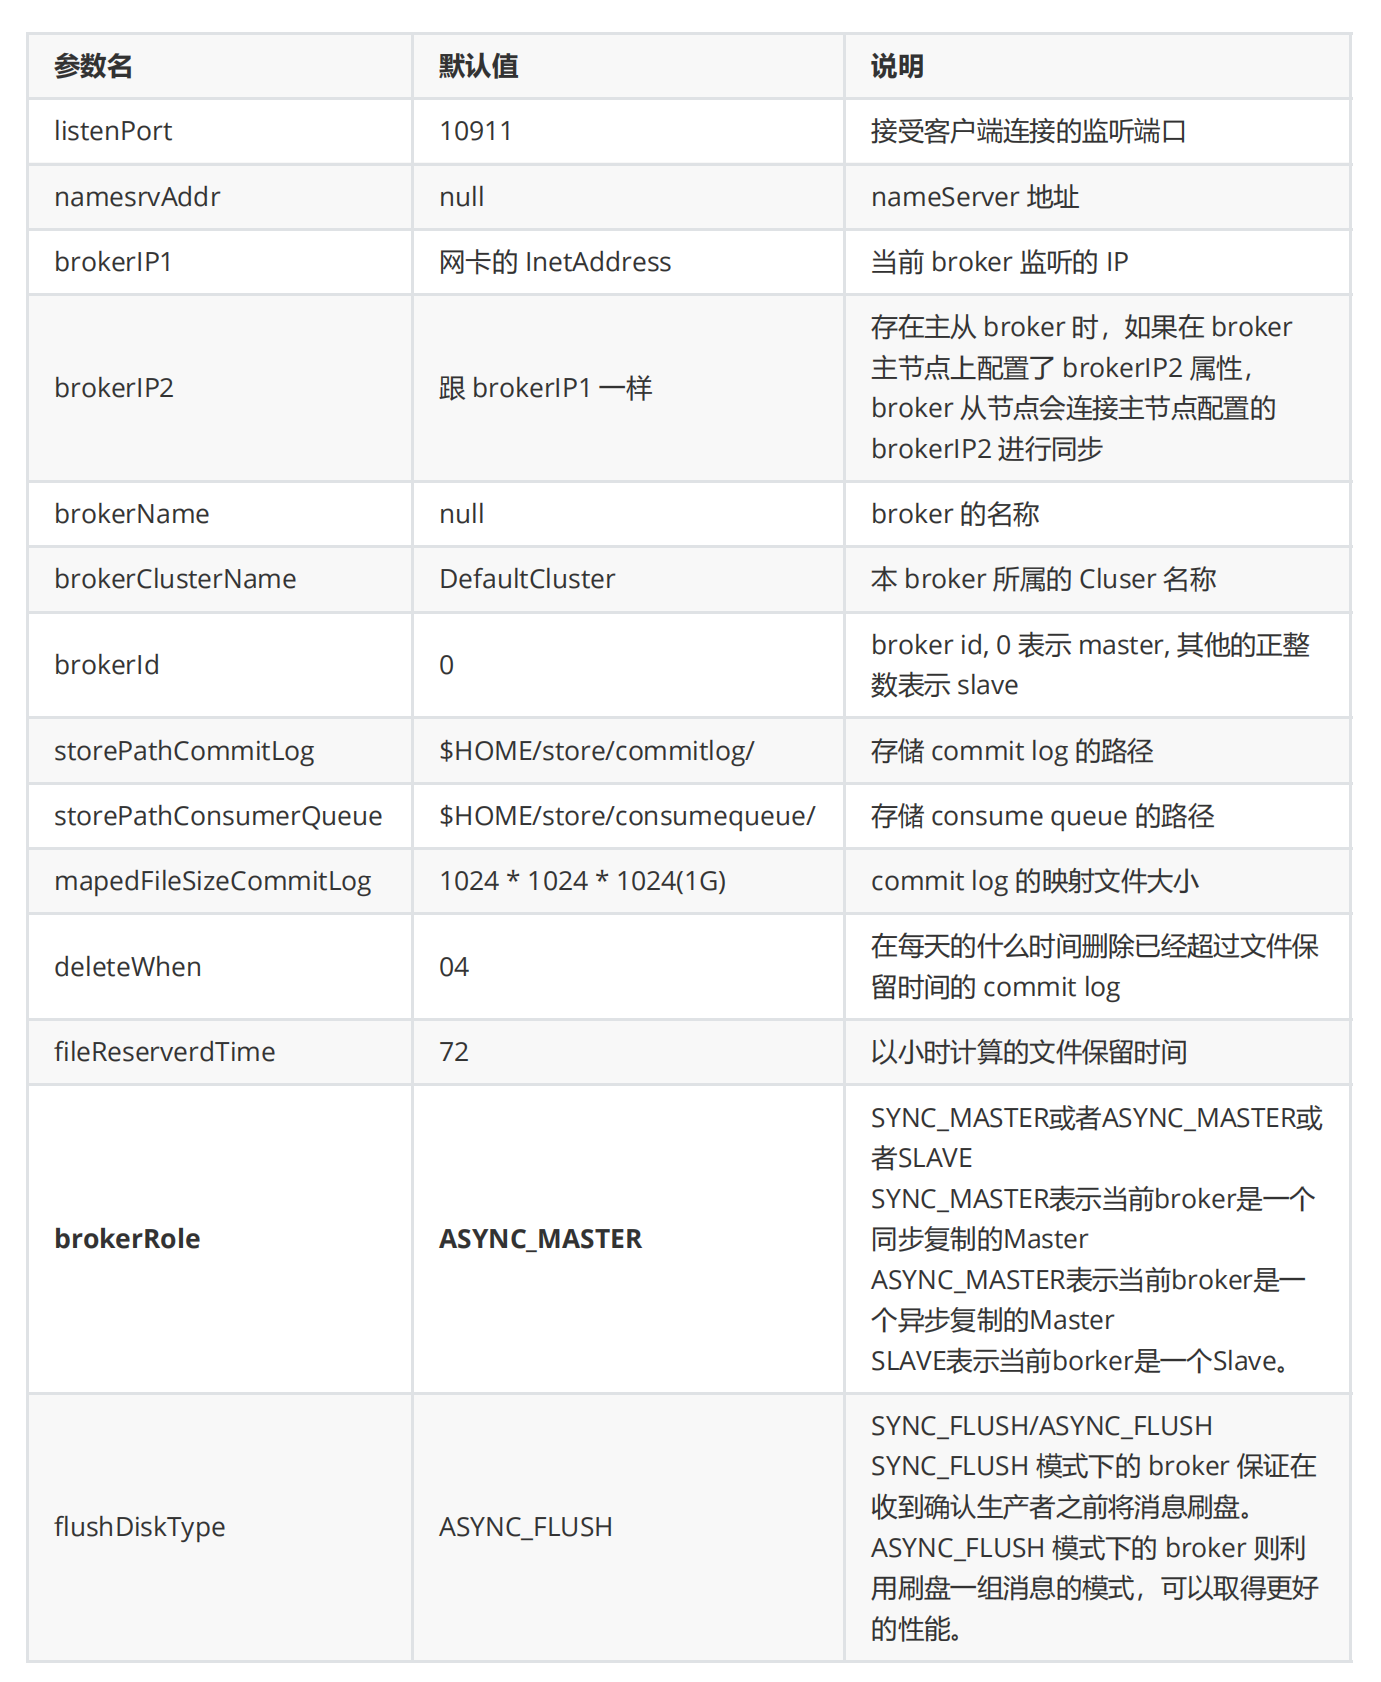 参数名 默认值 说明
listenPort 10911 接受客户端连接的监听端口
namesrvAddr null nameServer 地址
brokerIP1 网卡的 InetAddress 当前 broker 监听的 IP
brokerIP2 跟 brokerIP1 一样 存在主从 broker 时，如果在 broker
主节点上配置了 brokerIP2 属性，
broker 从节点会连接主节点配置的
brokerIP2 进行同步
brokerName null broker 的名称
brokerClusterName DefaultCluster 本 broker 所属的 Cluser 名称
brokerId 0 broker id, 0 表示 master, 其他的正整
数表示 slave
storePathCommitLog $HOME/store/commitlog/ 存储 commit log 的路径
storePathConsumerQueue $HOME/store/consumequeue/ 存储 consume queue 的路径
mapedFileSizeCommitLog 1024 * 1024 * 1024(1G) commit log 的映射文件大小
deleteWhen 04 在每天的什么时间删除已经超过文件保
留时间的 commit log
fileReserverdTime 72 以小时计算的文件保留时间
brokerRole ASYNC_MASTER SYNC_MASTER或者ASYNC_MASTER或
者SLAVE
SYNC_MASTER表示当前broker是一个
同步复制的Master
ASYNC_MASTER表示当前broker是一
个异步复制的Master
SLAVE表示当前borker是一个Slave。
flushDiskType ASYNC_FLUSH SYNC_FLUSH/ASYNC_FLUSH
SYNC_FLUSH 模式下的 broker 保证在
收到确认生产者之前将消息刷盘。
ASYNC_FLUSH 模式下的 broker 则利
用刷盘一组消息的模式，可以取得更好
的性能。